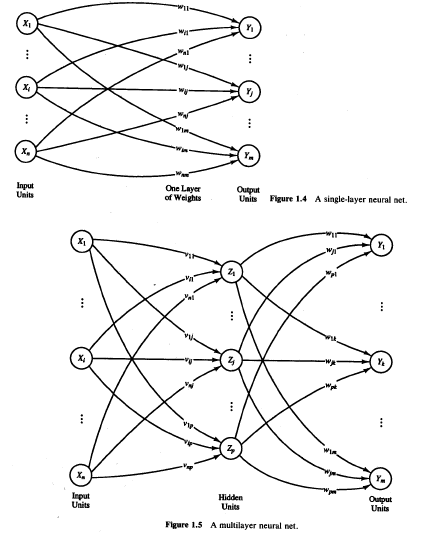 w11
X1 Y1
wi1
wn1
w1j
Xi wij Yj
wnj
w1m
Xn wim Ym
wnm
Input Units
One Layer of Weights
Output Units
Figure 1.4 A single-layer neural net.
w11
X1 v11 wj1 Y1
vi1 Z1 wp1
vn1
v1j w1k
Xi vij Zj wjk Yk
vnj wpk
v1p
vip Zp w1m
Xn vnp wjm Ym
wpm
Input Units
Hidden Units
Output Units
Figure 1.5 A multilayer neural net.